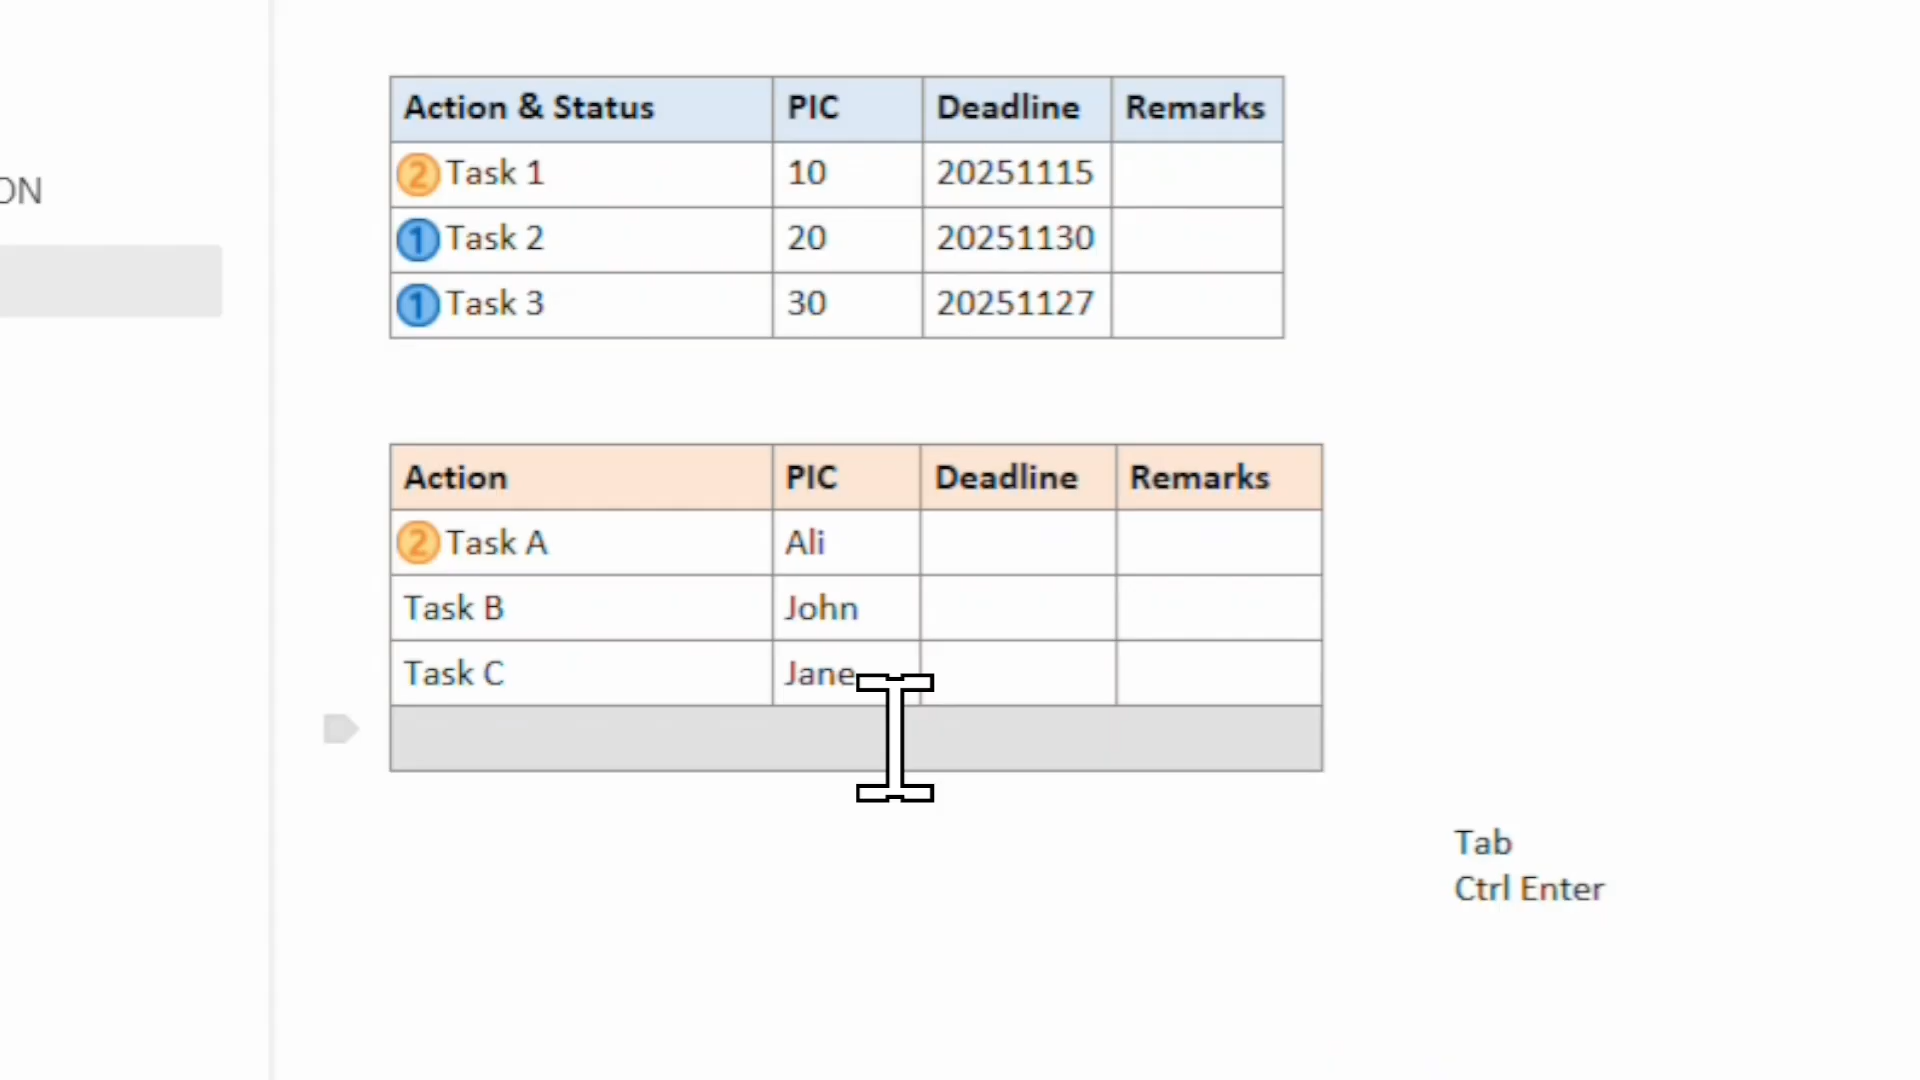 ON
Action & Status PIC Deadline Remarks
2 Task 1 10 20251115
1 Task 2 20 20251130
1 Task 3 30 20251127
Action PIC Deadline Remarks
2 Task A Ali
Task B John
Task C Jane
Tab
Ctrl Enter